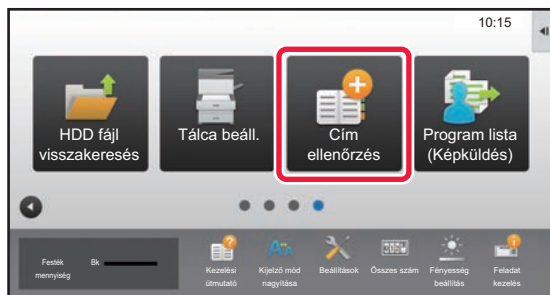 10:15
HDD fájl
visszakeresés
Tálca beáll.
Cím
ellenőrzés
Program lista
(Képküldés)
Festék
mennyiség
Bk
Kezelési
útmutató
Kijelző mód
nagyítása
Beállítások
Összes szám
Fényesség
beállítás
Feladat
kezelés